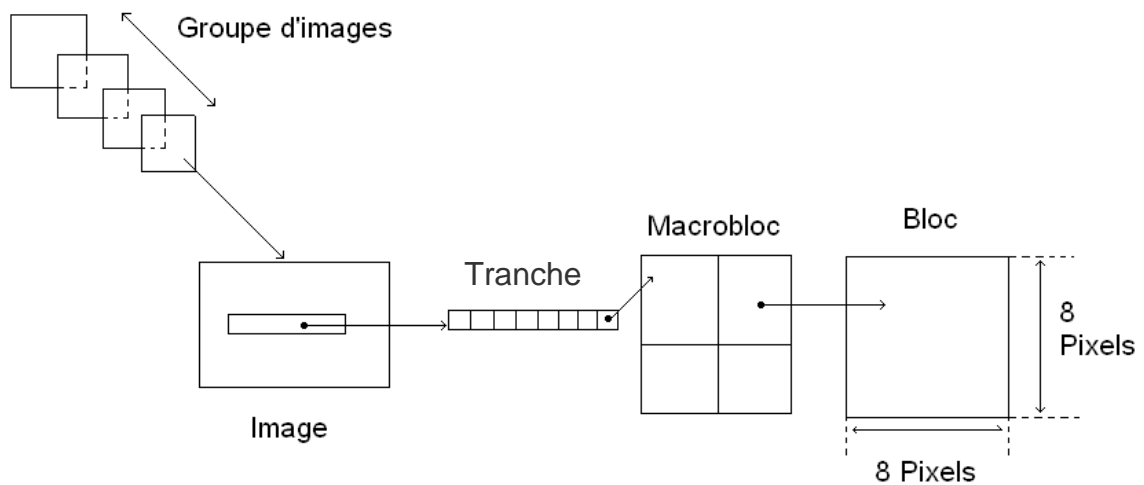 Groupe d'images
Macrobloc
Bloc
Tranche
8
Pixels
Image
8 Pixels